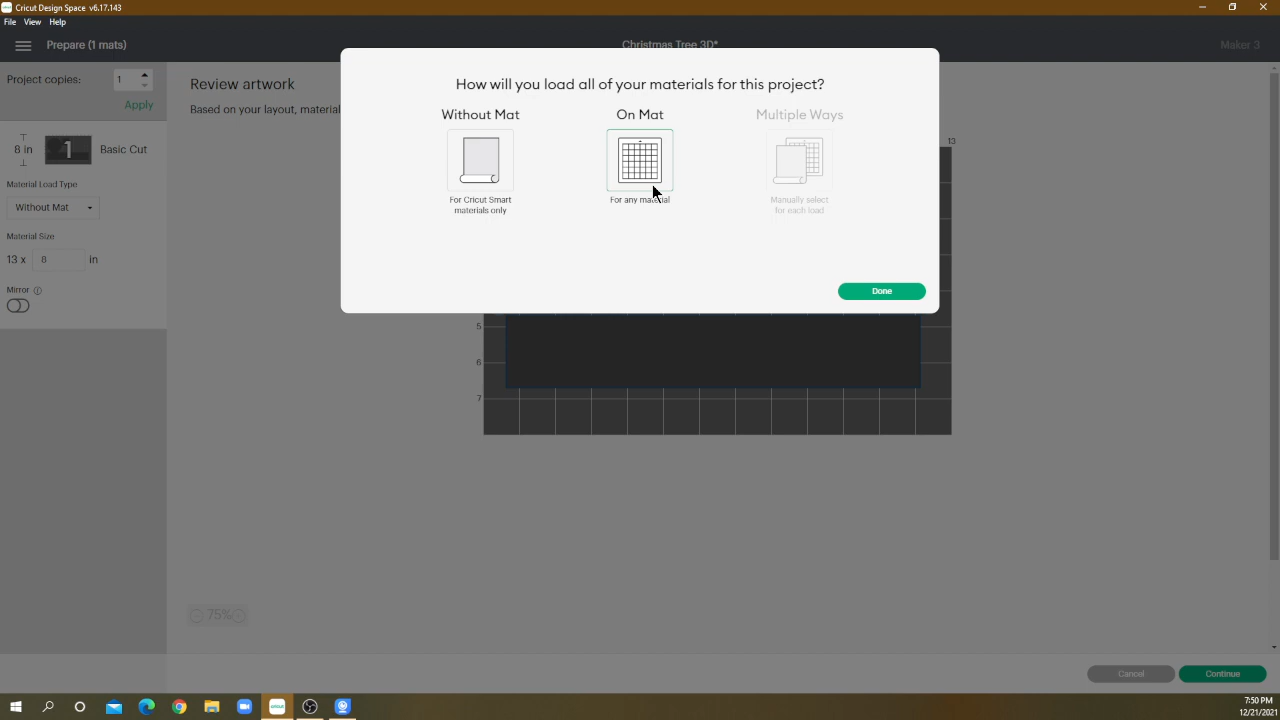 Cricut Design Space v6.17.143
File View Help
Prepare (1 mats)
Christmas Tree 3D*
Maker 3
Project copies: 1
Apply
Review artwork
Based on your layout, material
8 in 1 Basic Cut
Material Load Type
Without Mat
Material Size
13 x 8 in
Mirror
How will you load all of your materials for this project?
Without Mat
For Cricut Smart
materials only
On Mat
For any material
Multiple Ways
Manually select
for each load
Done
13
5
6
7
75%
Cancel
Continue
cricut
7:50 PM
12/21/2021